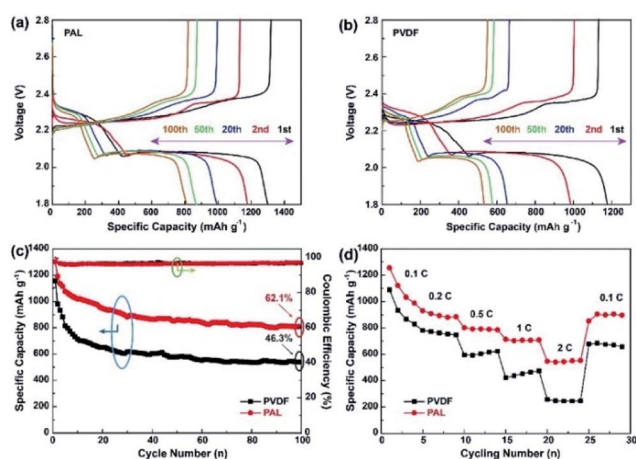 (a)
PAL
2.8
2.6
2.4
2.2
2.0
1.8
Voltage (V)
100th 50th 20th 2nd 1st
0 200 400 600 800 1000 1200 1400
Specific Capacity (mAh g⁻¹)
(b)
PVDF
2.8
2.6
2.4
2.2
2.0
1.8
Voltage (V)
100th 50th 20th 2nd 1st
0 200 400 600 800 1000 1200
Specific Capacity (mAh g⁻¹)
(c)
1400
1200
1000
800
600
400
200
0
Specific Capacity (mAh g⁻¹)
62.1%
46.3%
PVDF
PAL
100
80
60
40
20
0
Coulombic Efficiency (%)
0 20 40 60 80 100
Cycle Number (n)
(d)
1400
1200
1000
800
600
400
200
0
Specific Capacity (mAh g⁻¹)
0.1 C
0.2 C
0.5 C
1 C
2 C
0.1 C
PVDF
PAL
0 5 10 15 20 25 30
Cycling Number (n)